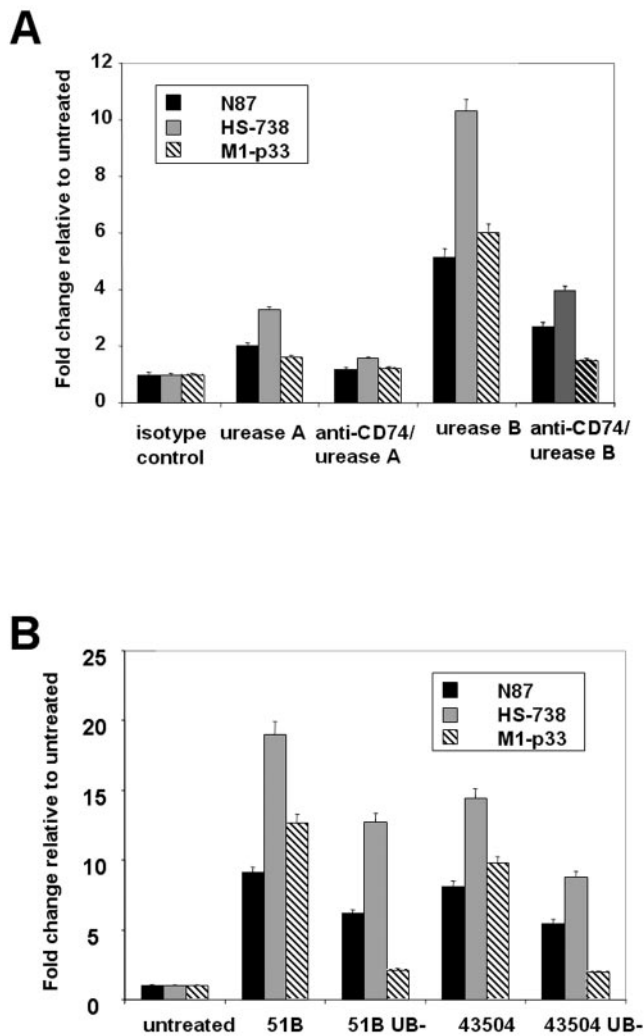 A
Fold change relative to untreated
12
10
8
6
4
2
0
N87
HS-738
M1-p33
isotype
control
urease A
anti-CD74/
urease A
urease B
anti-CD74/
urease B
B
Fold change relative to untreated
25
20
15
10
5
0
N87
HS-738
M1-p33
untreated
51B
51B UB-
43504
43504 UB-